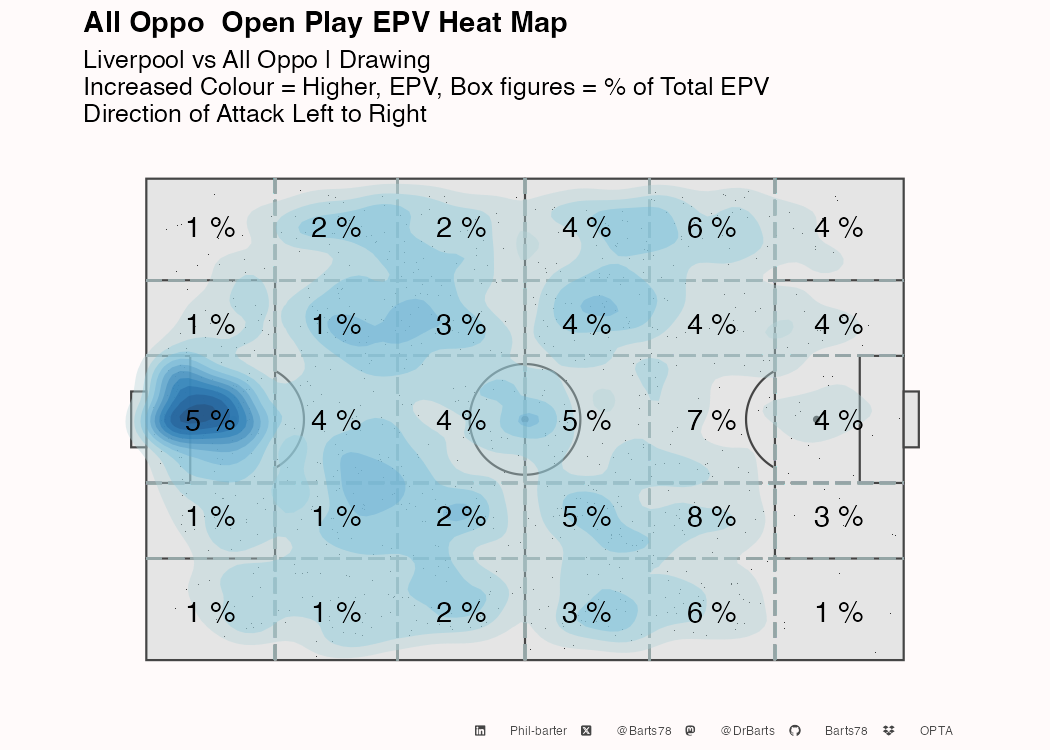 All Oppo  Open Play EPV Heat Map
Liverpool vs All Oppo | Drawing
Increased Colour = Higher, EPV, Box figures = % of Total EPV
Direction of Attack Left to Right
1 % 2 % 2 % 4 % 6 % 4 %
1 % 1 % 3 % 4 % 4 % 4 %
5 % 4 % 4 % 5 % 7 % 4 %
1 % 1 % 2 % 5 % 8 % 3 %
1 % 1 % 2 % 3 % 6 % 1 %
Phil-barter @Barts78 @DrBarts Barts78 OPTA